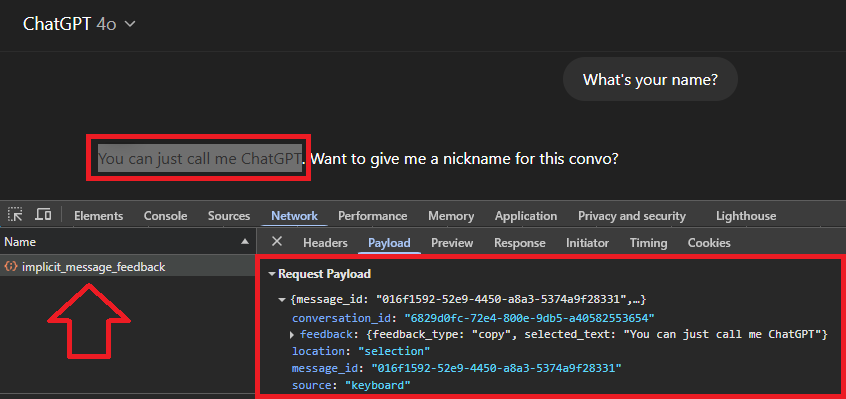 ChatGPT 4o
What's your name?
You can just call me ChatGPT. Want to give me a nickname for this convo?
Elements Console Sources Network Performance Memory Application Privacy and security Lighthouse
Name Headers Payload Preview Response Initiator Timing Cookies
{;} implicit_message_feedback
Request Payload
{message_id: "016f1592-52e9-4450-a8a3-5374a9f28331",…}
conversation_id: "6829d0fc-72e4-800e-9db5-a40582553654"
feedback: {feedback_type: "copy", selected_text: "You can just call me ChatGPT"}
location: "selection"
message_id: "016f1592-52e9-4450-a8a3-5374a9f28331"
source: "keyboard"